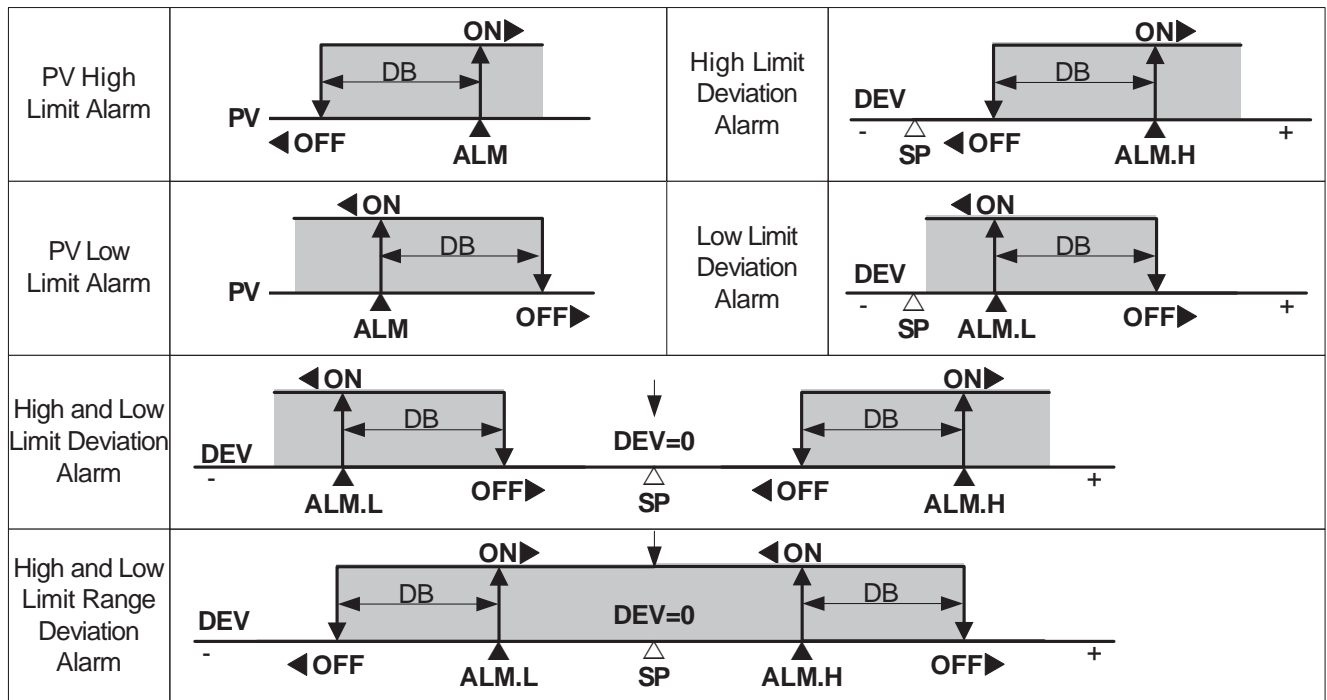 PV High
Limit Alarm
ON
DB
PV
OFF
ALM
High Limit
Deviation
Alarm
ON
DB
DEV
-
SP
OFF
ALM.H
+
PV Low
Limit Alarm
ON
DB
PV
ALM
OFF
Low Limit
Deviation
Alarm
ON
DB
DEV
-
SP
ALM.L
OFF
+
High and Low
Limit Deviation
Alarm
ON
DB
DEV
-
ALM.L
OFF
DEV=0
SP
ON
DB
OFF
ALM.H
+
High and Low
Limit Range
Deviation
Alarm
ON
DB
DEV
-
OFF
ALM.L
DEV=0
SP
ON
DB
ALM.H
OFF
+